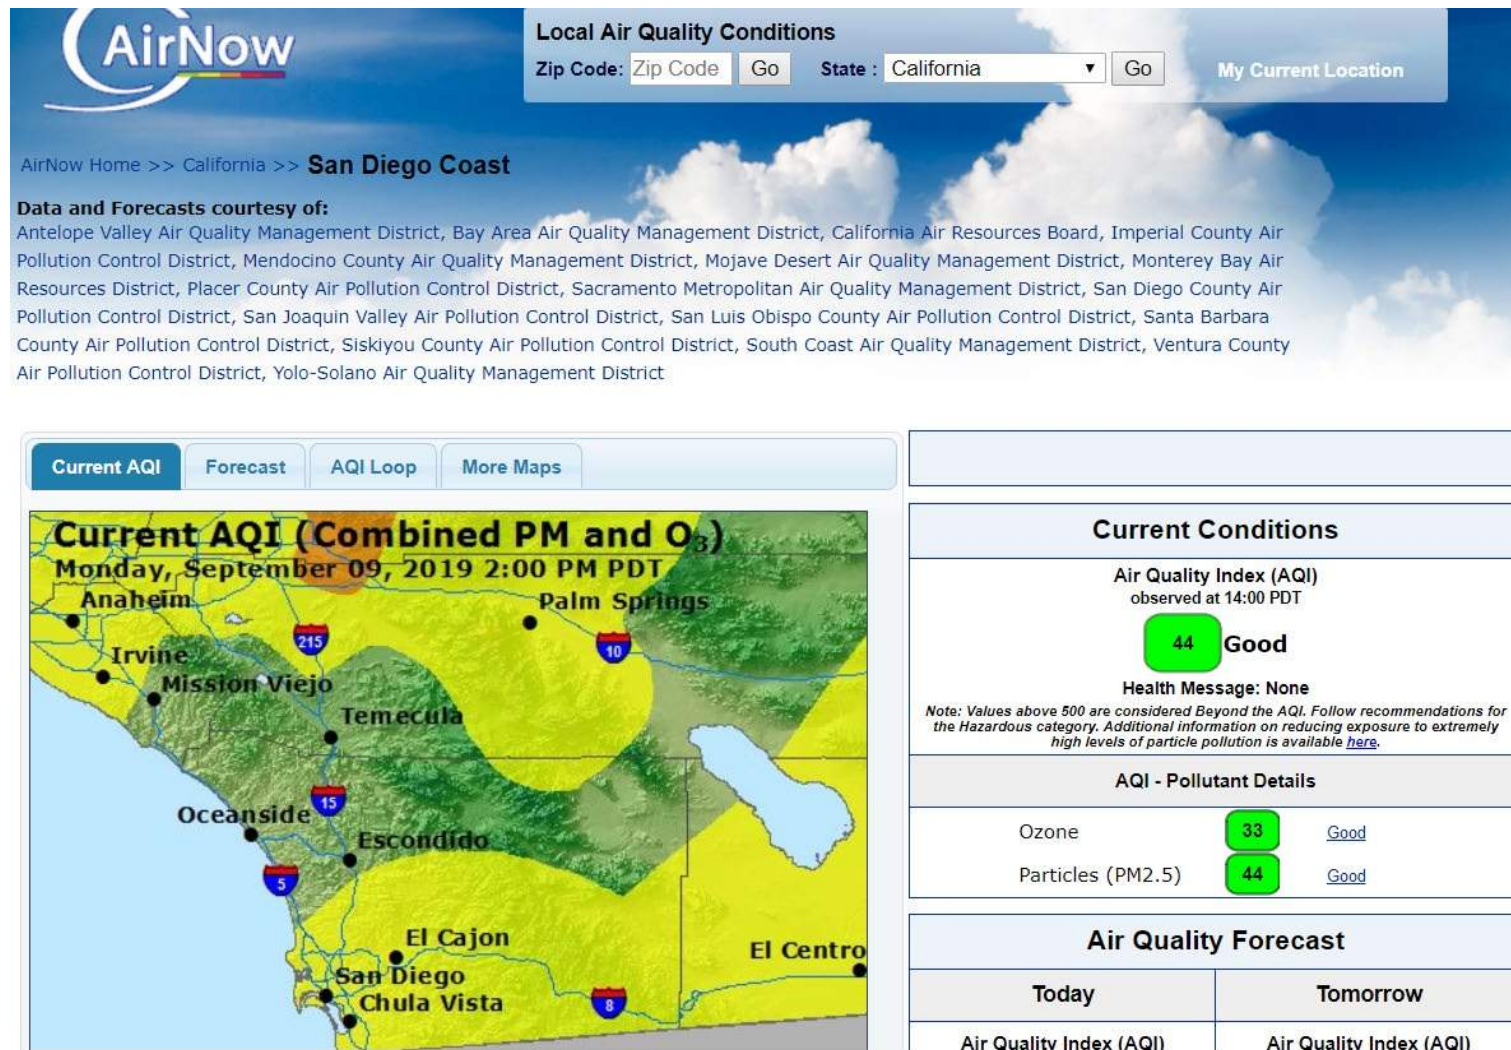 AirNow
Local Air Quality Conditions
Zip Code: Zip Code Go State : California Go My Current Location
AirNow Home >> California >> San Diego Coast
Data and Forecasts courtesy of:
Antelope Valley Air Quality Management District, Bay Area Air Quality Management District, California Air Resources Board, Imperial County Air
Pollution Control District, Mendocino County Air Quality Management District, Mojave Desert Air Quality Management District, Monterey Bay Air
Resources District, Placer County Air Pollution Control District, Sacramento Metropolitan Air Quality Management District, San Diego County Air
Pollution Control District, San Joaquin Valley Air Pollution Control District, San Luis Obispo County Air Pollution Control District, Santa Barbara
County Air Pollution Control District, Siskiyou County Air Pollution Control District, South Coast Air Quality Management District, Ventura County
Air Pollution Control District, Yolo-Solano Air Quality Management District
Current AQI Forecast AQI Loop More Maps
Current AQI (Combined PM and O₃)
Monday, September 09, 2019 2:00 PM PDT
Anaheim
Palm Springs
215
10
Irvine
Mission Viejo
Temecula
15
Oceanside
Escondido
5
El Cajon
El Centro
San Diego
Chula Vista
8
Current Conditions
Air Quality Index (AQI)
observed at 14:00 PDT
44 Good
Health Message: None
Note: Values above 500 are considered Beyond the AQI. Follow recommendations for
the Hazardous category. Additional information on reducing exposure to extremely
high levels of particle pollution is available here.
AQI - Pollutant Details
Ozone 33 Good
Particles (PM2.5) 44 Good
Air Quality Forecast
Today Tomorrow
Air Quality Index (AQI) Air Quality Index (AQI)